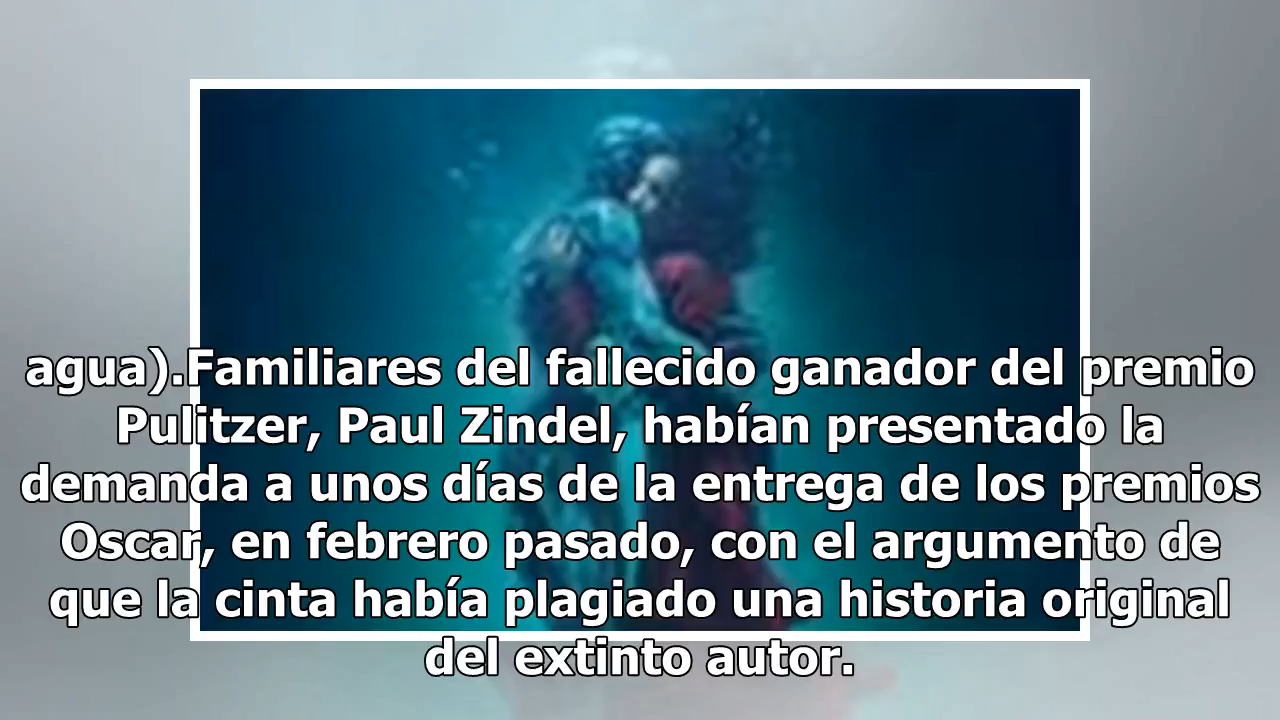 agua).Familiares del fallecido ganador del premio
Pulitzer, Paul Zindel, habían presentado la
demanda a unos días de la entrega de los premios
Oscar, en febrero pasado, con el argumento de
que la cinta había plagiado una historia original
del extinto autor.